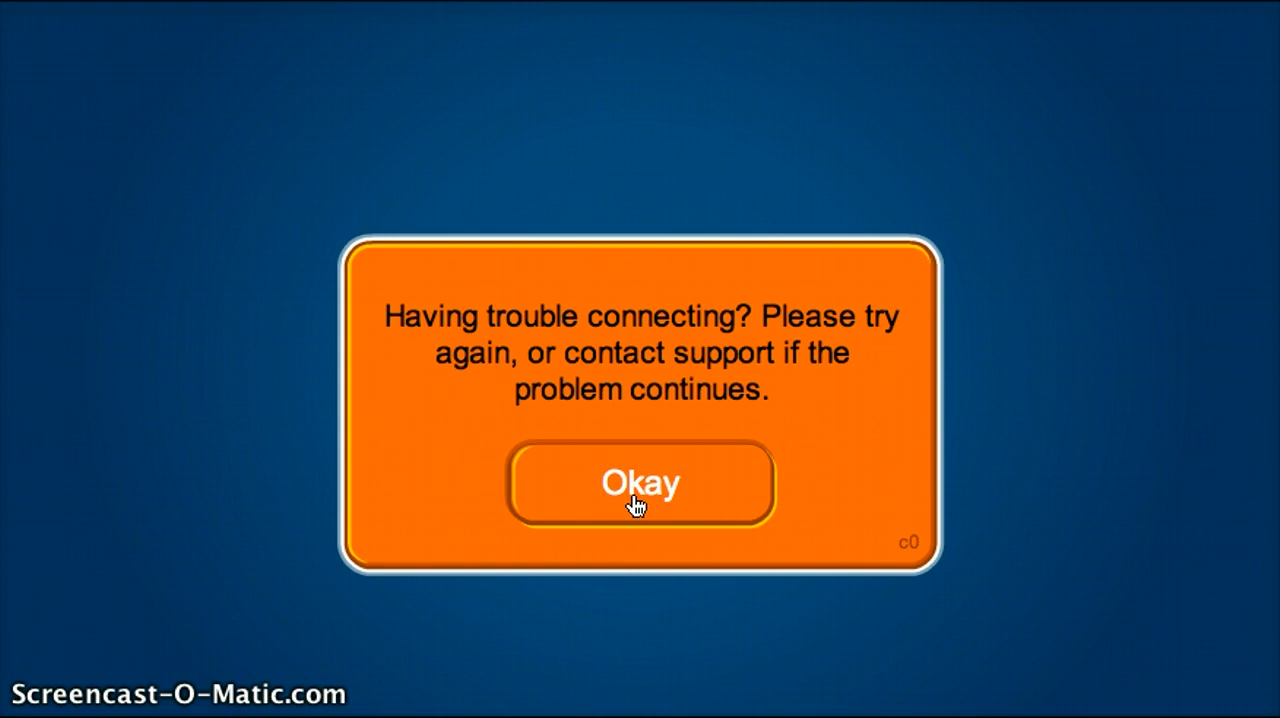 Having trouble connecting? Please try
again, or contact support if the
problem continues.
Okay
c0
Screencast-O-Matic.com